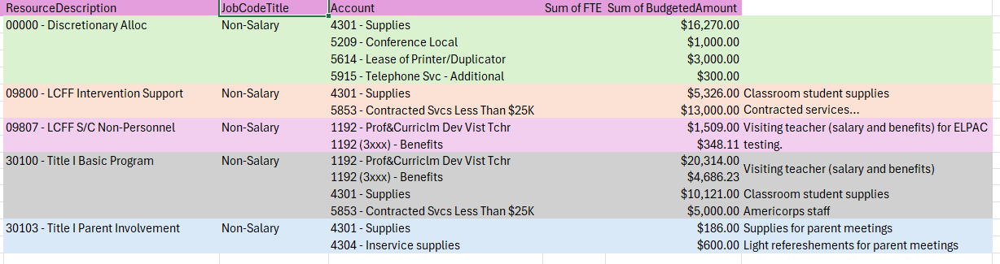 ResourceDescription JobCodeTitle Account Sum of FTE Sum of BudgetedAmount
00000 - Discretionary Alloc Non-Salary 4301 - Supplies $16,270.00
5209 - Conference Local $1,000.00
5614 - Lease of Printer/Duplicator $3,000.00
5915 - Telephone Svc - Additional $300.00
09800 - LCFF Intervention Support Non-Salary 4301 - Supplies $5,326.00 Classroom student supplies
5853 - Contracted Svcs Less Than $25K $13,000.00 Contracted services...
09807 - LCFF S/C Non-Personnel Non-Salary 1192 - Prof&Curriclm Dev Vist Tchr $1,509.00 Visiting teacher (salary and benefits) for ELPAC
1192 (3xxx) - Benefits $348.11 testing.
30100 - Title I Basic Program Non-Salary 1192 - Prof&Curriclm Dev Vist Tchr $20,314.00
Visiting teacher (salary and benefits)
1192 (3xxx) - Benefits $4,686.23
4301 - Supplies $10,121.00 Classroom student supplies
5853 - Contracted Svcs Less Than $25K $5,000.00 Americorps staff
30103 - Title I Parent Involvement Non-Salary 4301 - Supplies $186.00 Supplies for parent meetings
4304 - Inservice supplies $600.00 Light refereshements for parent meetings